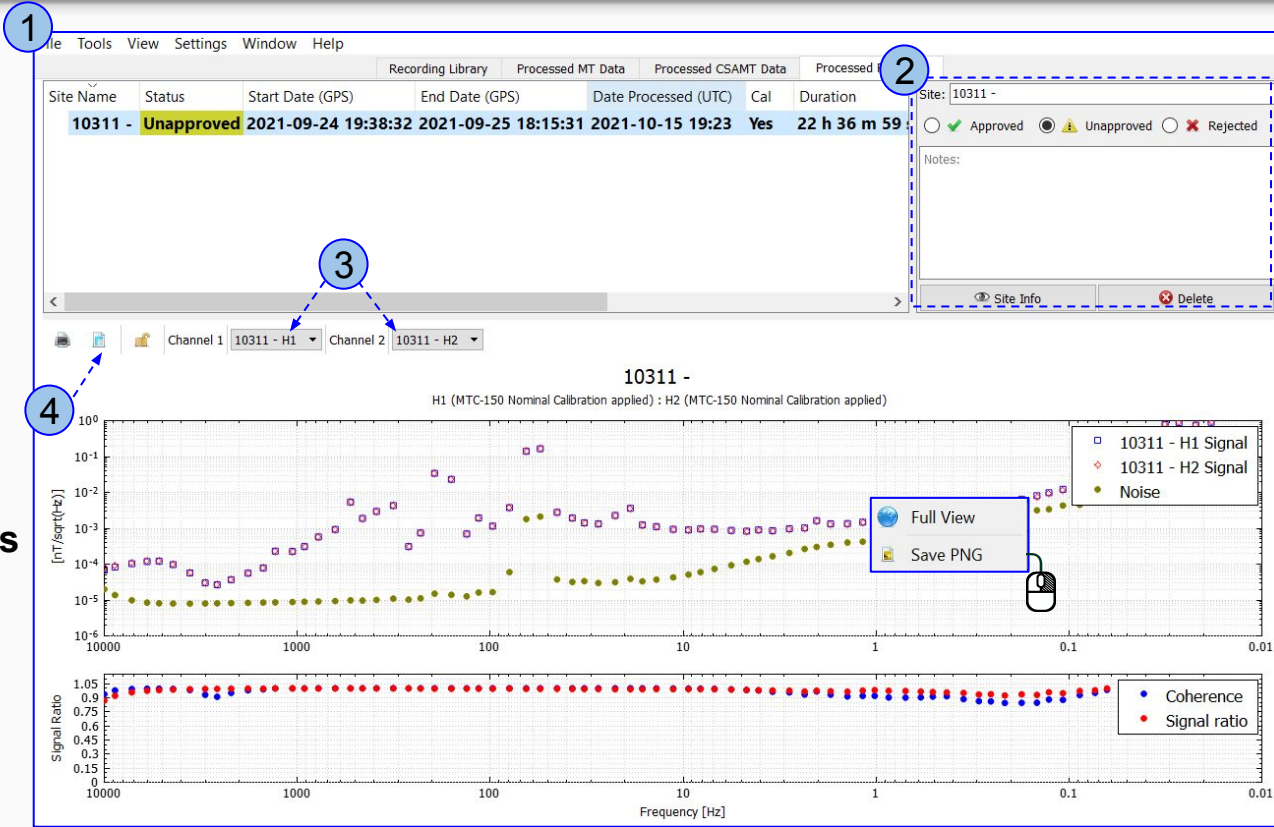 1
Tools View Settings Window Help
Recording Library Processed MT Data Processed CSAMT Data Processed
2
Site Name Status Start Date (GPS) End Date (GPS) Date Processed (UTC) Cal Duration
10311 - Unapproved 2021-09-24 19:38:32 2021-09-25 18:15:31 2021-10-15 19:23 Yes 22 h 36 m 59
Site: 10311 -
Approved Unapproved Rejected
Notes:
Site Info Delete
3
Channel 1 10311 - H1 Channel 2 10311 - H2
4
10311 -
H1 (MTC-150 Nominal Calibration applied) : H2 (MTC-150 Nominal Calibration applied)
[nT/sqrt(Hz)]
10⁰
10⁻¹
10⁻²
10⁻³
10⁻⁴
10⁻⁵
10⁻⁶
10000 1000 100 10 1 0.1 0.01
10311 - H1 Signal
10311 - H2 Signal
Noise
Full View
Save PNG
s
Signal Ratio
1.05
0.9
0.75
0.6
0.45
0.3
0.15
0
10000 1000 100 10 1 0.1 0.01
Coherence
Signal ratio
Frequency [Hz]